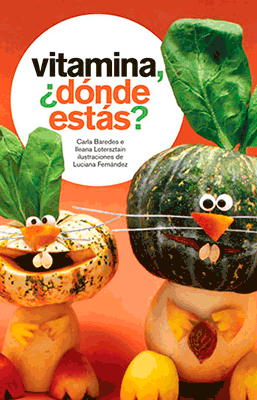 vitamina,
¿dónde
estás?
Carla Baredes e
Ileana Lotersztain
ilustraciones de
Luciana Fernández